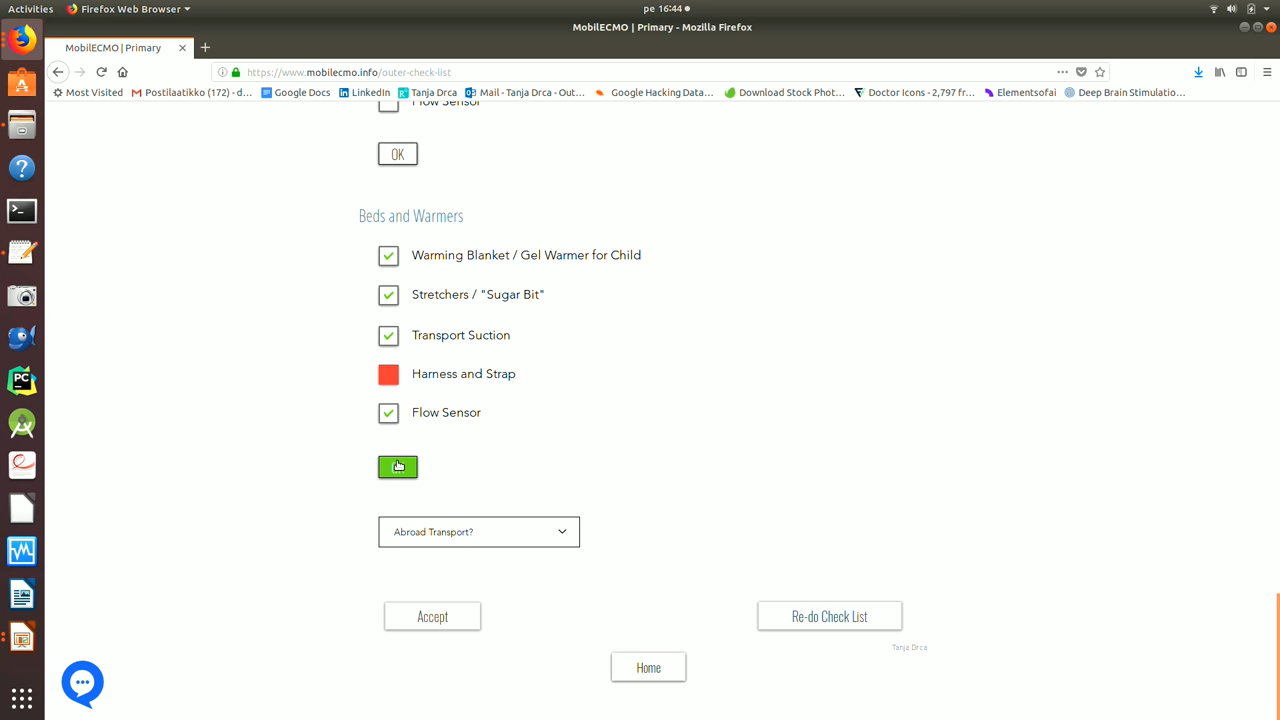 Activities
Firefox Web Browser
pe 16:44
MobilECMO | Primary - Mozilla Firefox
MobilECMO | Primary
https://www.mobilecmo.info/outer-check-list
Most Visited
Postilaatikko (172) - d…
Google Docs
LinkedIn
Tanja Drca
Mail - Tanja Drca - Out…
Google Hacking Data…
Download Stock Phot…
Doctor Icons - 2,797 fr…
Elementsofai
Deep Brain Stimulatio…
Flow Sensor
OK
Beds and Warmers
Warming Blanket / Gel Warmer for Child
Stretchers / "Sugar Bit"
Transport Suction
Harness and Strap
Flow Sensor
Abroad Transport?
Accept
Re-do Check List
Tanja Drca
Home
PC